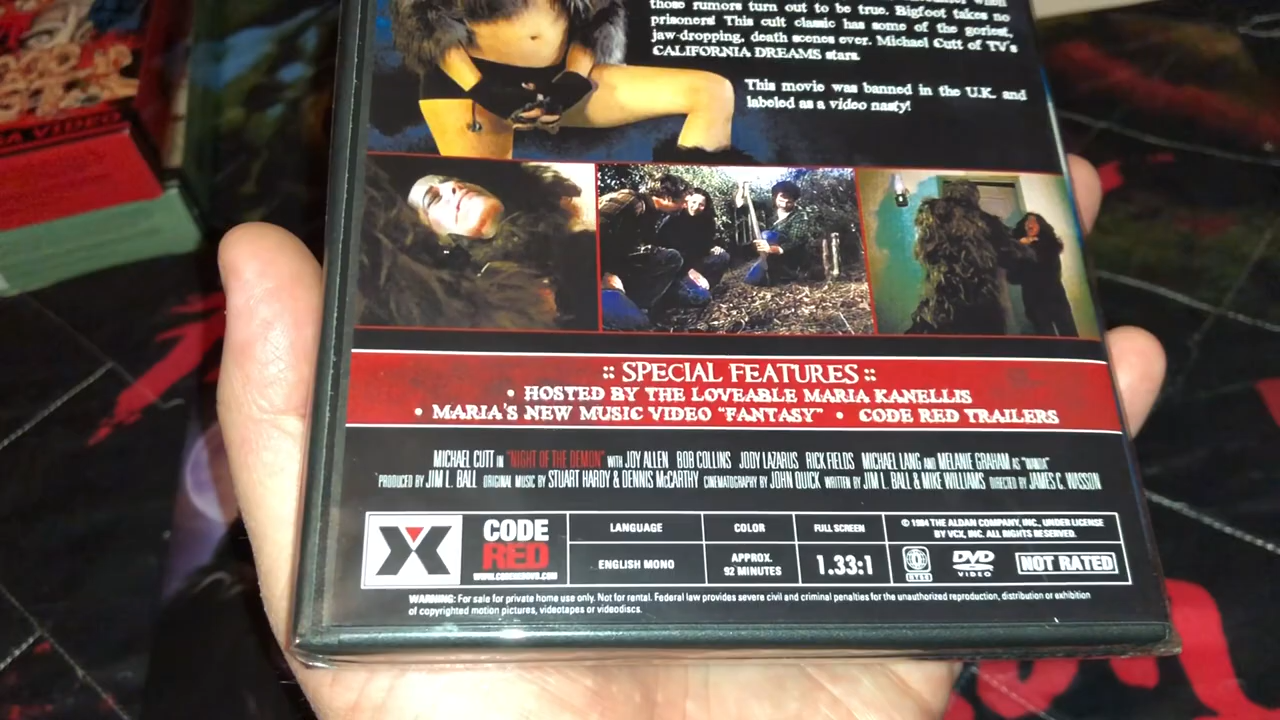 those rumors turn out to be true. Bigfoot takes no
prisoners! This cult classic has some of the goriest,
jaw-dropping, death scenes ever. Michael Cutt of TV's
CALIFORNIA DREAMS stars.
This movie was banned in the U.K. and
labeled as a video nasty!
VIDEO
:: SPECIAL FEATURES ::
• HOSTED BY THE LOVEABLE MARIA KANELLIS
• MARIA'S NEW MUSIC VIDEO "FANTASY" • CODE RED TRAILERS
MICHAEL CUTT IN "NIGHT OF THE DEMON" WITH JOY ALLEN BOB COLLINS JODY LAZARUS RICK FIELDS MICHAEL LANG AND MELANIE GRAHAM AS "WANDA"
PRODUCED BY JIM L. BALL ORIGINAL MUSIC BY STUART HARDY & DENNIS McCARTHY CINEMATOGRAPHY BY JOHN QUICK WRITTEN BY JIM L. BALL & MIKE WILLIAMS DIRECTED BY JAMES C. WASSON
X
CODE
RED
LANGUAGE
ENGLISH MONO
COLOR
APPROX.
92 MINUTES
FULL SCREEN
1.33:1
© 1984 THE ALDAN COMPANY, INC., UNDER LICENSE
BY VCX, INC. ALL RIGHTS RESERVED.
DVD
VIDEO
NOT RATED
WARNING: For sale for private home use only. Not for rental. Federal law provides severe civil and criminal penalties for the unauthorized reproduction, distribution or exhibition
of copyrighted motion pictures, videotapes or videodiscs.